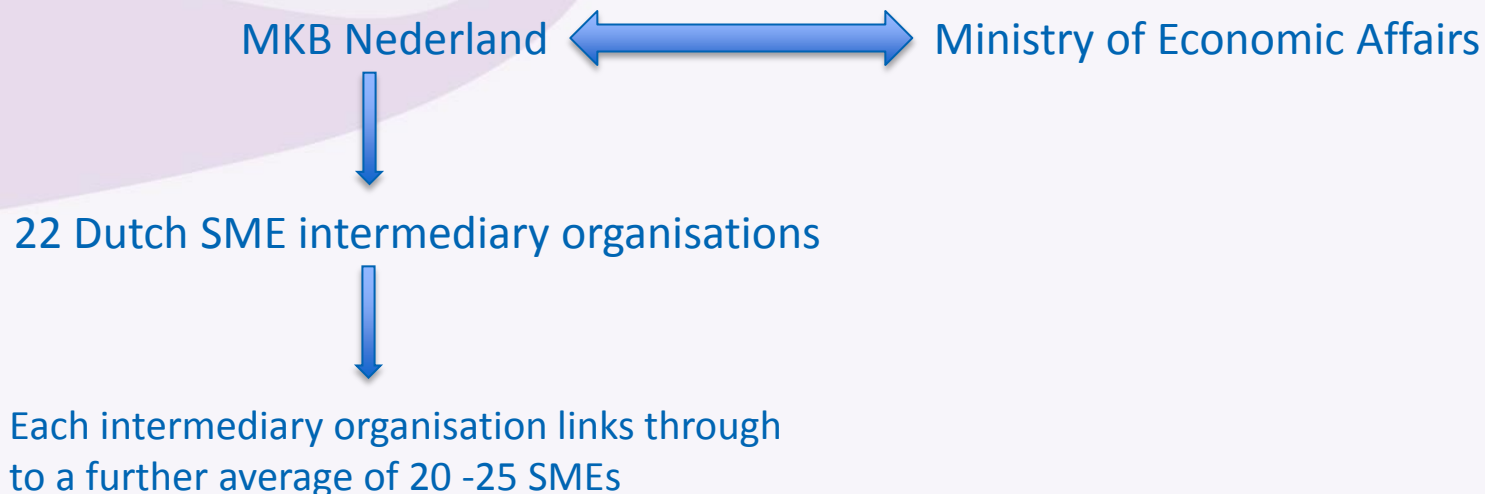 MKB Nederland
Ministry of Economic Affairs
22 Dutch SME intermediary organisations
Each intermediary organisation links through
to a further average of 20 -25 SMEs